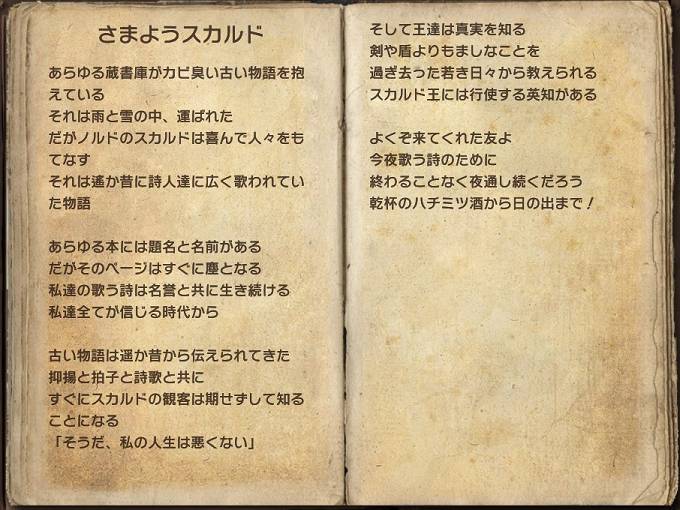 さまようスカルド
あらゆる蔵書庫がカビ臭い古い物語を抱
えている
それは雨と雪の中、運ばれた
だがノルドのスカルドは喜んで人々をも
てなす
それは遙か昔に詩人達に広く歌われてい
た物語
あらゆる本には題名と名前がある
だがそのページはすぐに塵となる
私達の歌う詩は名誉と共に生き続ける
私達全てが信じる時代から
古い物語は遥か昔から伝えられてきた
抑揚と拍子と詩歌と共に
すぐにスカルドの観客は期せずして知る
ことになる
「そうだ、私の人生は悪くない」
そして王達は真実を知る
剣や盾よりもましなことを
過ぎ去った若き日々から教えられる
スカルド王には行使する英知がある
よくぞ来てくれた友よ
今夜歌う詩のために
終わることなく夜通し続くだろう
乾杯のハチミツ酒から日の出まで！